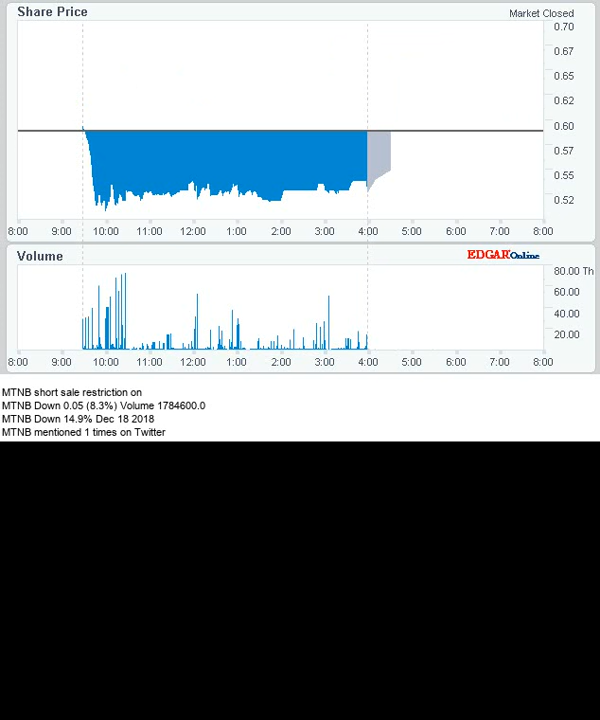 Share Price
Market Closed
0.70
0.67
0.65
0.62
0.60
0.57
0.55
0.52
8:00 9:00 10:00 11:00 12:00 1:00 2:00 3:00 4:00 5:00 6:00 7:00 8:00
Volume
EDGAR Online
80.00 Th
60.00
40.00
20.00
8:00 9:00 10:00 11:00 12:00 1:00 2:00 3:00 4:00 5:00 6:00 7:00 8:00
MTNB short sale restriction on
MTNB Down 0.05 (8.3%) Volume 1784600.0
MTNB Down 14.9% Dec 18 2018
MTNB mentioned 1 times on Twitter